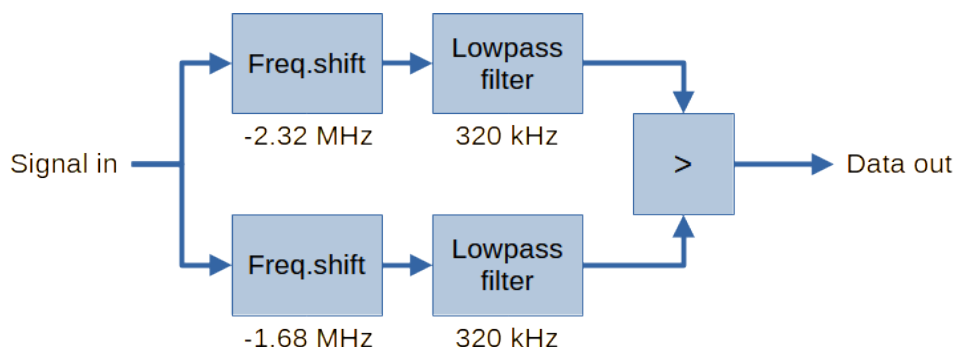 Freq.shift
Lowpass
filter
-2.32 MHz
320 kHz
Signal in
>
Data out
Freq.shift
Lowpass
filter
-1.68 MHz
320 kHz